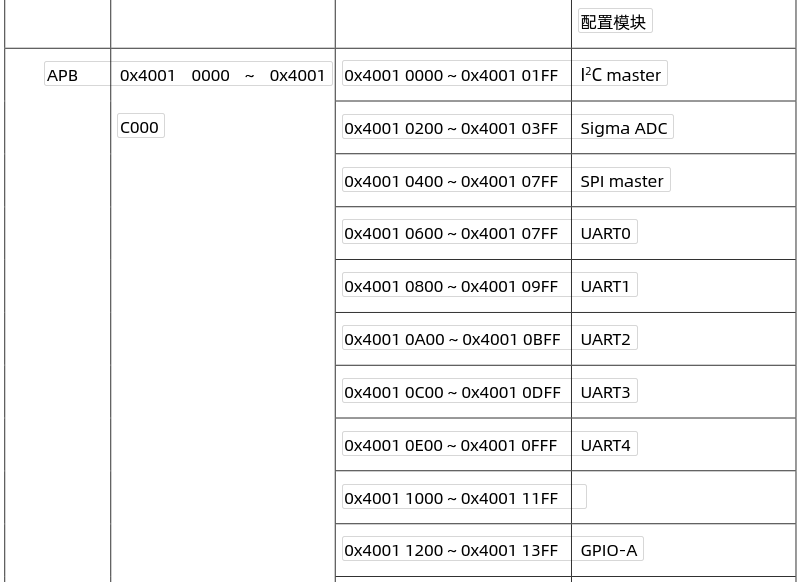 配置模块
APB 0x4001 0000 ~ 0x4001 0x4001 0000 ~ 0x4001 01FF I²C master
C000 0x4001 0200 ~ 0x4001 03FF Sigma ADC
0x4001 0400 ~ 0x4001 07FF SPI master
0x4001 0600 ~ 0x4001 07FF UART0
0x4001 0800 ~ 0x4001 09FF UART1
0x4001 0A00 ~ 0x4001 0BFF UART2
0x4001 0C00 ~ 0x4001 0DFF UART3
0x4001 0E00 ~ 0x4001 0FFF UART4
0x4001 1000 ~ 0x4001 11FF
0x4001 1200 ~ 0x4001 13FF GPIO-A